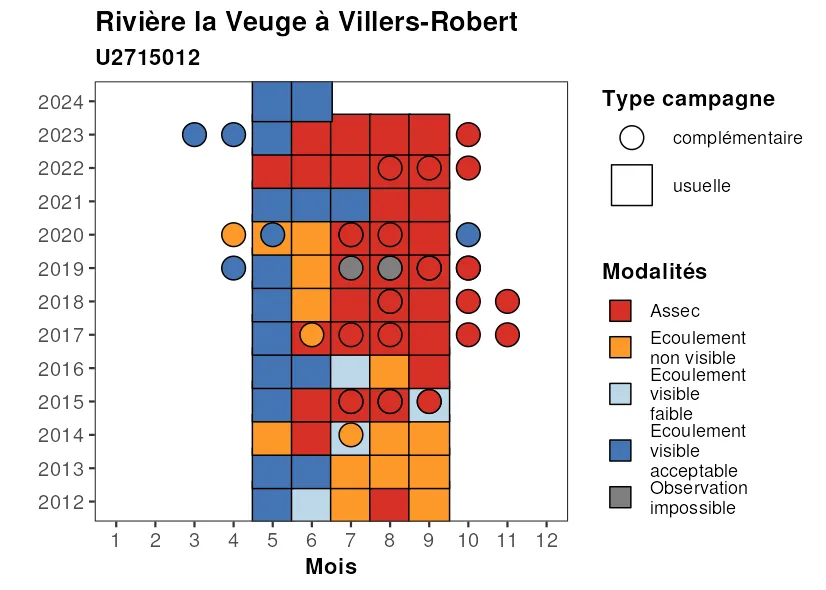 Rivière la Veuge à Villers-Robert
U2715012
2024
2023
2022
2021
2020
2019
2018
2017
2016
2015
2014
2013
2012
1 2 3 4 5 6 7 8 9 10 11 12
Mois
Type campagne
complémentaire
usuelle
Modalités
Assec
Ecoulement
non visible
Ecoulement
visible
faible
Ecoulement
visible
acceptable
Observation
impossible